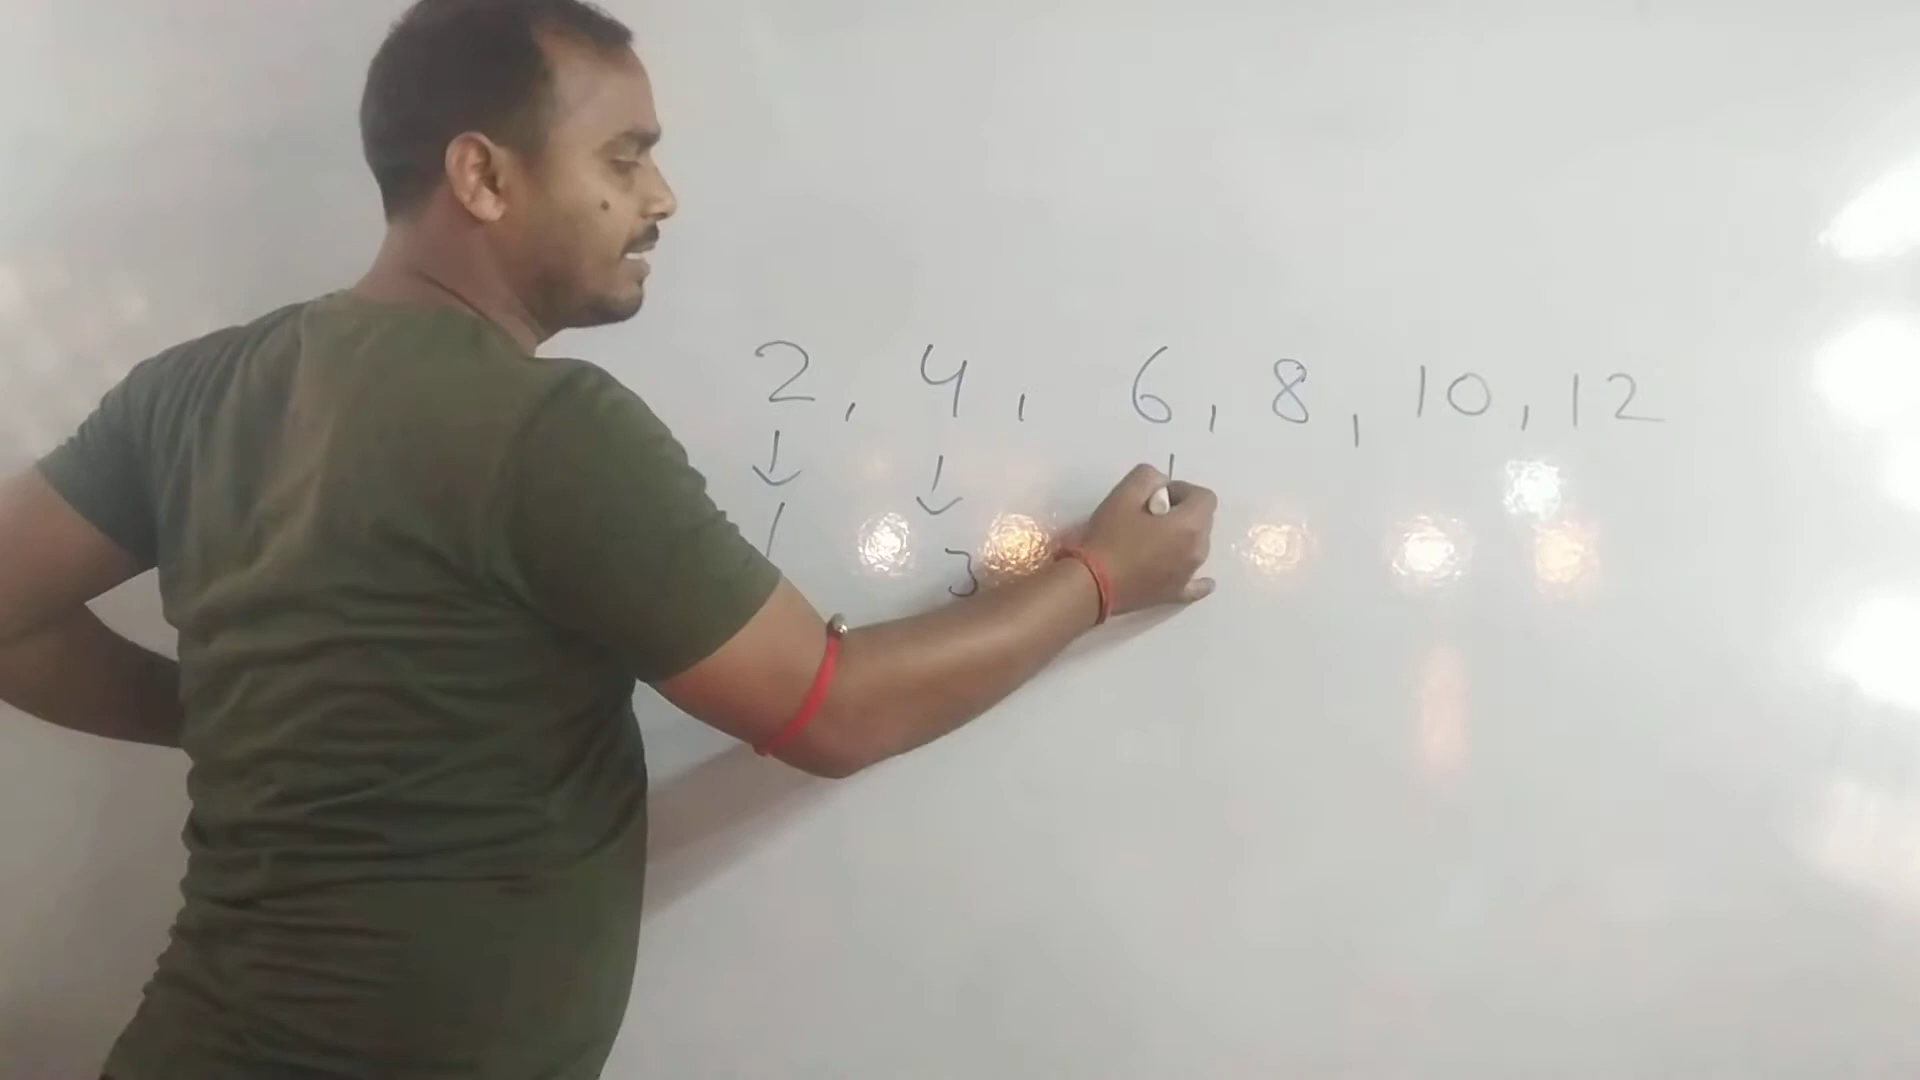 2, 4, 6, 8, 10, 12
↓ ↓
1 3